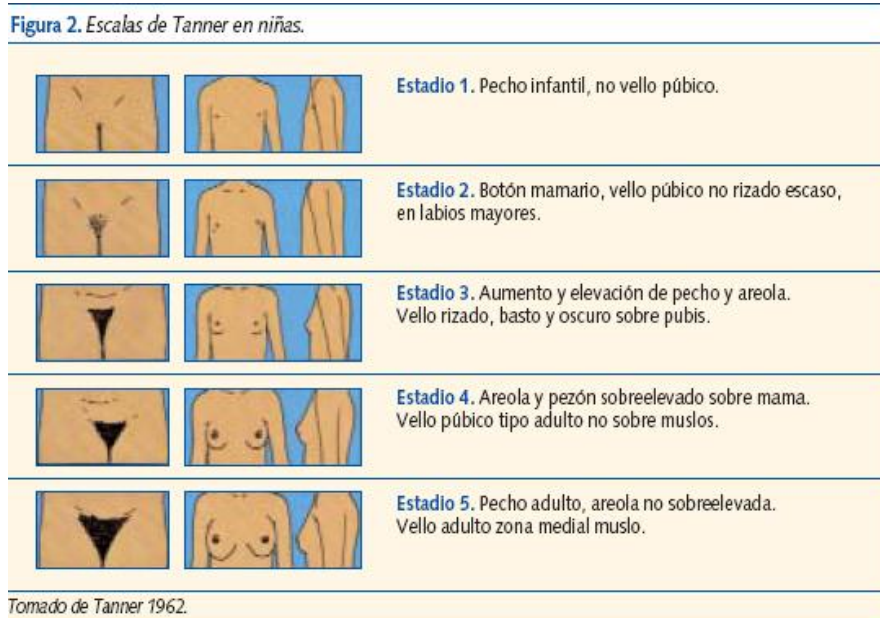 Figura 2. Escalas de Tanner en niñas.
Estadio 1. Pecho infantil, no vello púbico.
Estadio 2. Botón mamario, vello púbico no rizado escaso,
en labios mayores.
Estadio 3. Aumento y elevación de pecho y areola.
Vello rizado, basto y oscuro sobre pubis.
Estadio 4. Areola y pezón sobreelevado sobre mama.
Vello púbico tipo adulto no sobre muslos.
Estadio 5. Pecho adulto, areola no sobreelevada.
Vello adulto zona medial muslo.
Tomado de Tanner 1962.